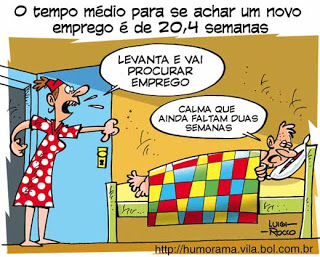 O tempo médio para se achar um novo
emprego é de 20,4 semanas
LEVANTA E VAI
PROCURAR
EMPREGO
CALMA QUE
AINDA FALTAM DUAS
SEMANAS
LUIGI
ROCCO
http://humorama.vila.bol.com.br